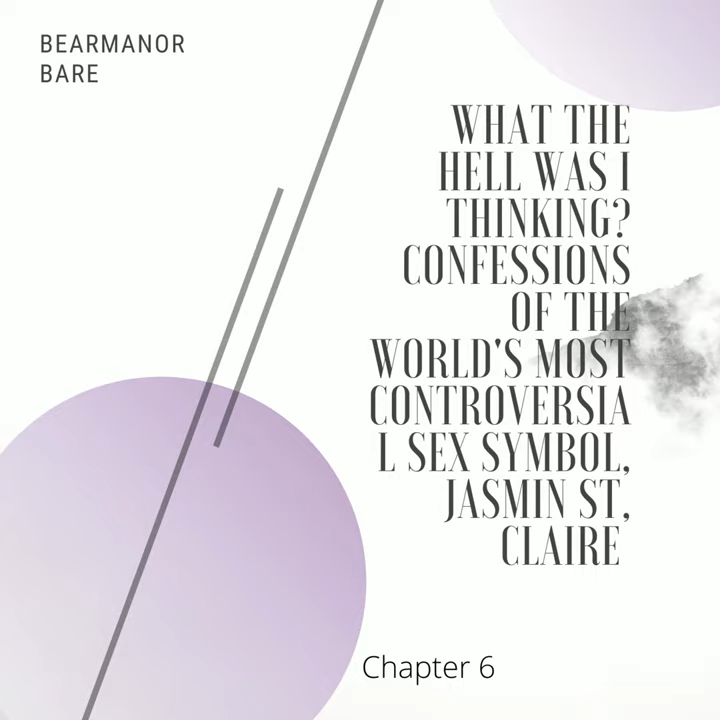 BEARMANOR
BARE
WHAT THE
HELL WAS I
THINKING?
CONFESSIONS
OF THE
WORLD'S MOST
CONTROVERSIA
L SEX SYMBOL,
JASMIN ST,
CLAIRE
Chapter 6